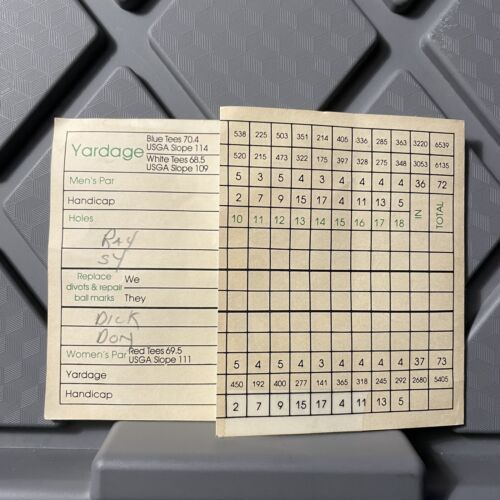 Yardage Blue Tees 70.4 USGA Slope 114 538 225 503 351 214 405 336 285 363 3220 6539
White Tees 68.5 USGA Slope 109 520 215 473 322 175 397 328 275 348 3053 6135
Men's Par 5 3 5 4 3 4 4 4 4 36 72
Handicap 2 7 9 15 17 4 11 13 5
Holes 10 11 12 13 14 15 16 17 18 IN TOTAL
Ray
Sy
Replace divots & repair ball marks We
They
Dick
Don
Women's Par Red Tees 69.5 USGA Slope 111 5 4 5 4 3 4 4 4 4 37 73
Yardage 450 192 400 277 141 365 318 245 292 2680 5405
Handicap 2 7 9 15 17 4 11 13 5